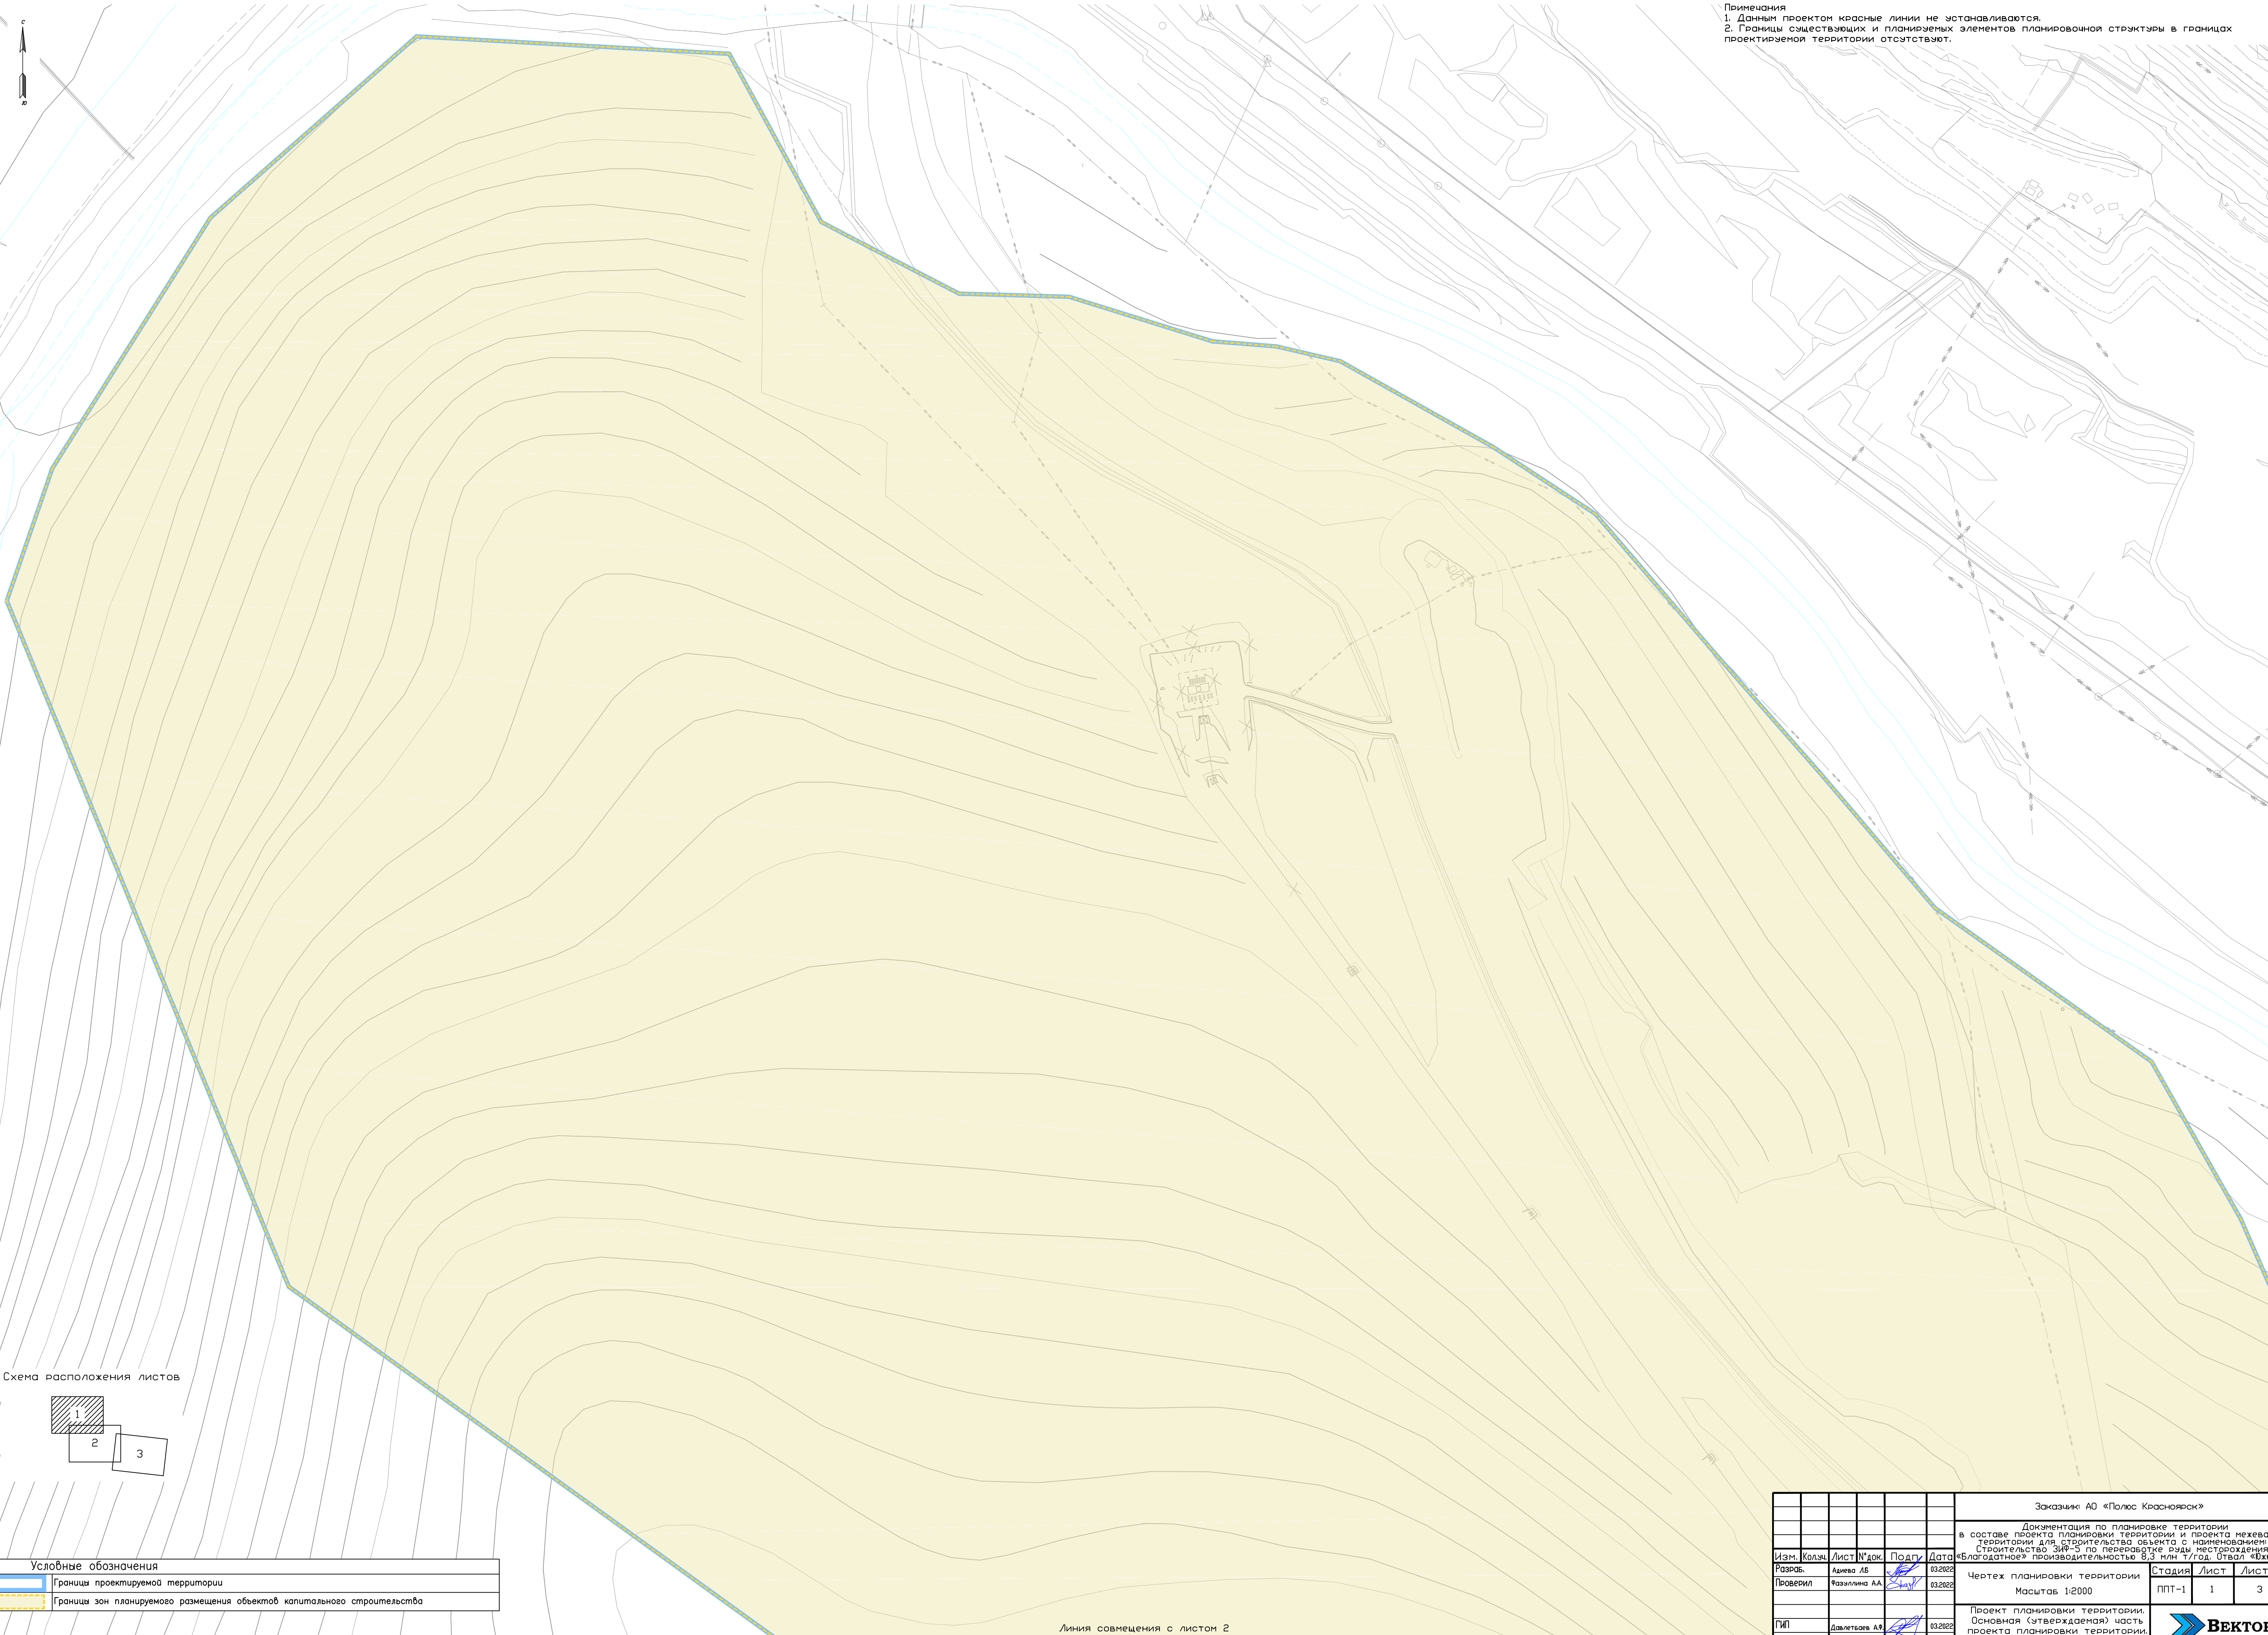 С
Ю
Примечания
1. Данным проектом красные линии не устанавливаются.
2. Границы существующих и планируемых элементов планировочной структуры в границах
проектируемой территории отсутствуют.
Схема расположения листов
1
2
3
Условные обозначения
Границы проектируемой территории
Границы зон планируемого размещения объектов капитального строительства
Линия совмещения с листом 2
Заказчик: АО «Полюс Красноярск»
Документация по планировке территории
в составе проекта планировки территории и проекта межева
территории для строительства объекта с наименованием:
Строительство ЗИФ-5 по переработке руды месторождения
«Благодатное» производительностью 8,3 млн т/год. Отвал «Юж
Изм. Кол.уч. Лист №док. Подп. Дата
Разраб. Адиева Л.Б 03.2022
Проверил Фазуллина А.А. 03.2022
ГИП Давлетбаев А.Ф. 03.2022
Чертеж планировки территории
Масштаб 1:2000
Стадия Лист Лист
ППТ-1 1 3
Проект планировки территории.
Основная (утверждаемая) часть
проекта планировки территории.
ВЕКТОР